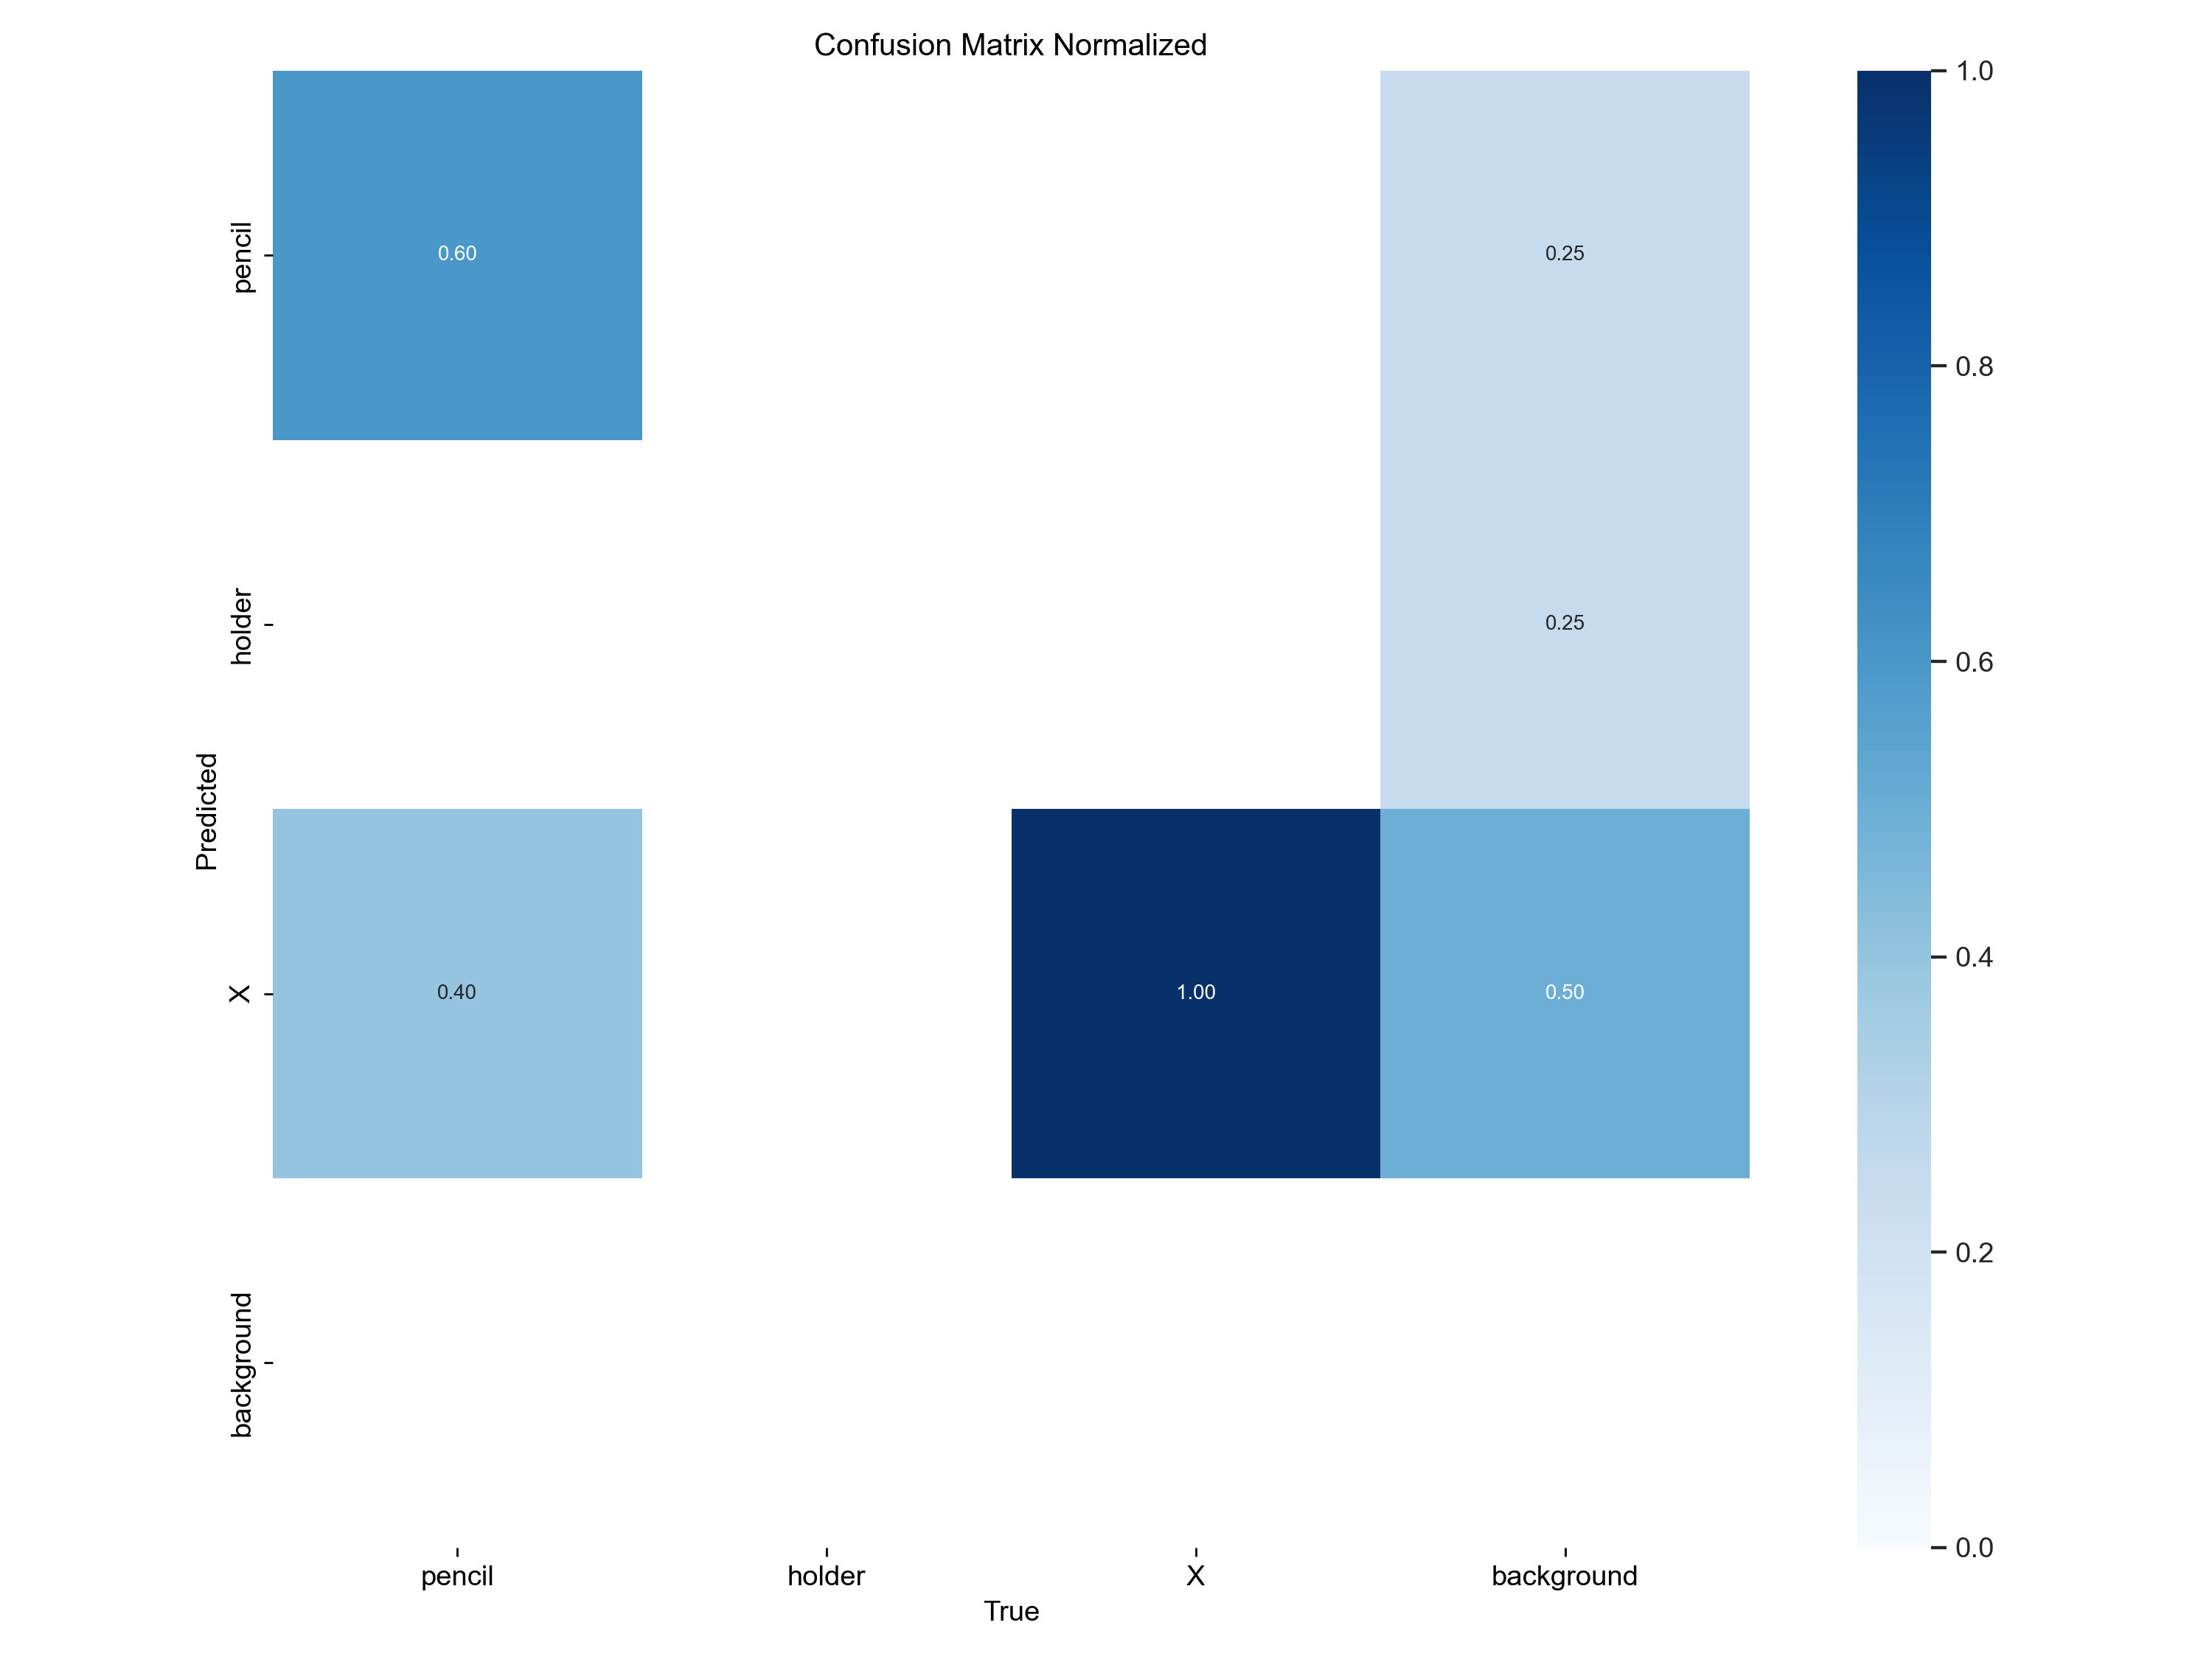 Confusion Matrix Normalized
1.0
pencil
0.60
0.25
0.8
holder
0.25
0.6
Predicted
X
0.40
1.00
0.50
0.4
0.2
background
0.0
pencil
holder
X
background
True